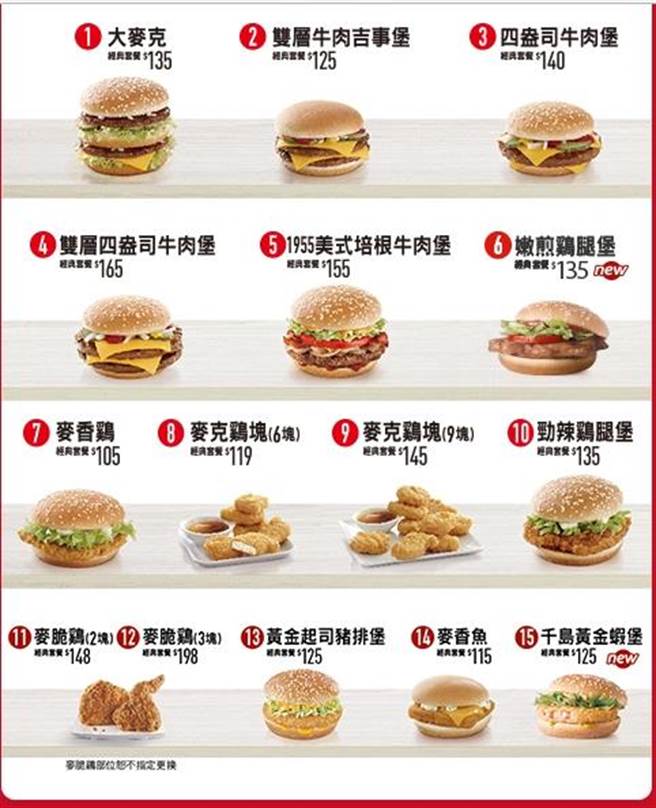 1 大麥克
經典套餐 $135
2 雙層牛肉吉事堡
經典套餐 $125
3 四盎司牛肉堡
經典套餐 $140
4 雙層四盎司牛肉堡
經典套餐 $165
5 1955美式培根牛肉堡
經典套餐 $155
6 嫩煎鷄腿堡
經典套餐 $135 new
7 麥香鷄
經典套餐 $105
8 麥克鷄塊(6塊)
經典套餐 $119
9 麥克鷄塊(9塊)
經典套餐 $145
10 勁辣鷄腿堡
經典套餐 $135
11 麥脆鷄(2塊)
經典套餐 $148
12 麥脆鷄(3塊)
經典套餐 $198
13 黃金起司豬排堡
經典套餐 $125
14 麥香魚
經典套餐 $115
15 千島黃金蝦堡
經典套餐 $125 new
麥脆鷄部位恕不指定更換